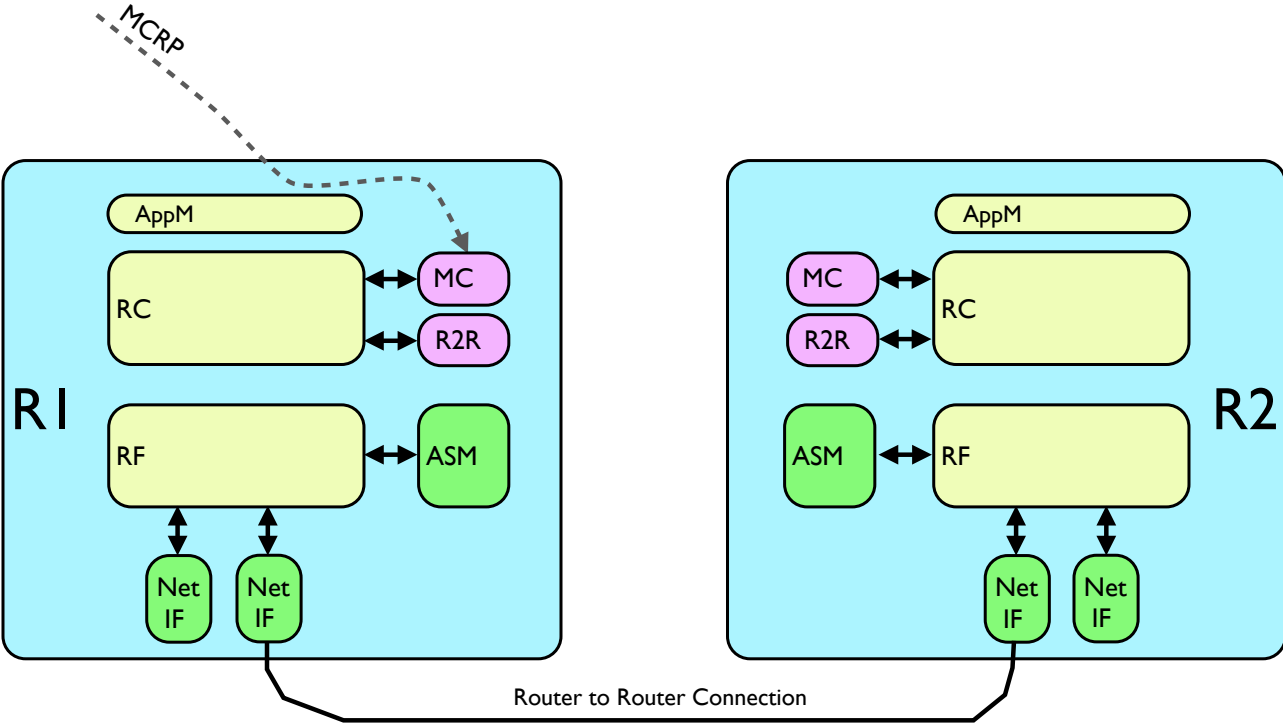 MCRP
AppM
RC
MC
R2R
R1
RF
ASM
Net
IF
Net
IF
AppM
MC
RC
R2R
R2
ASM
RF
Net
IF
Net
IF
Router to Router Connection